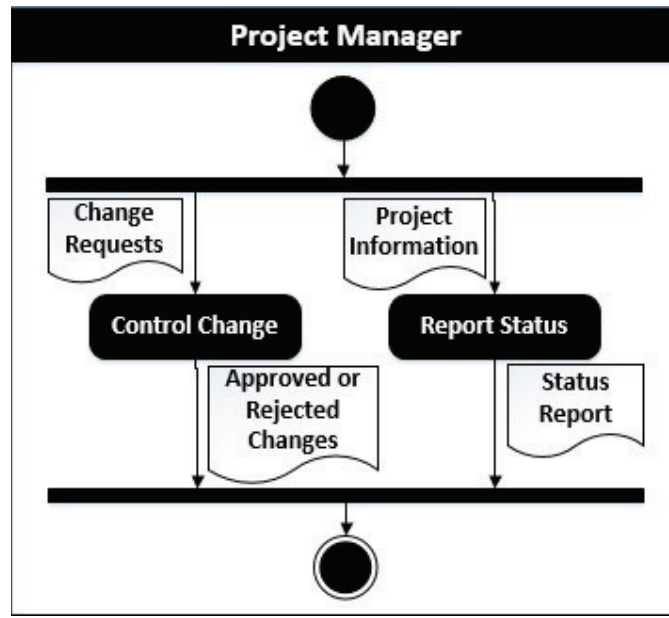 Project Manager
Change
Requests
Project
Information
Control Change
Report Status
Approved or
Rejected
Changes
Status
Report